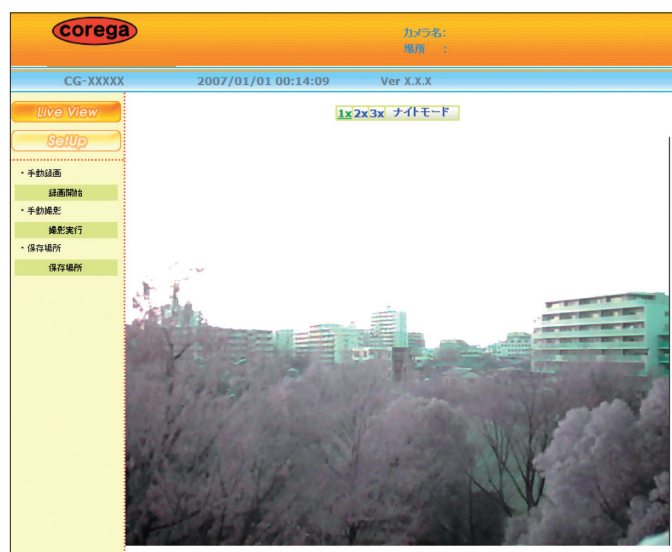 corega
カメラ名:
場所 :
CG-XXXXX 2007/01/01 00:14:09 Ver X.X.X
Live View
SetUp
1x 2x 3x ナイトモード
・手動録画
録画開始
・手動撮影
撮影実行
・保存場所
保存場所